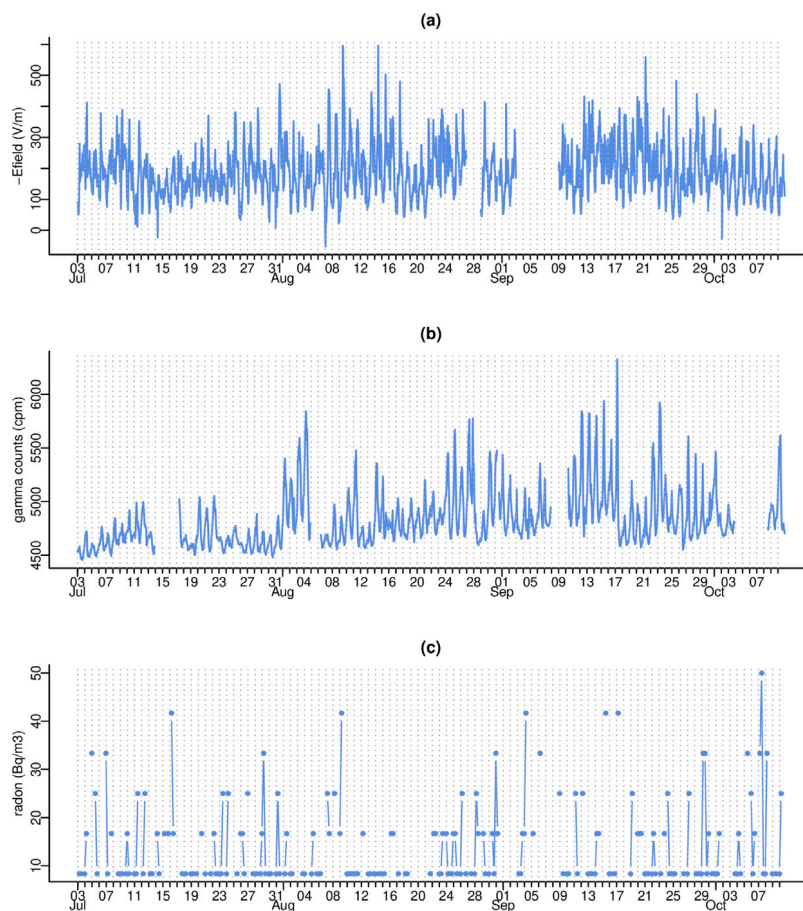 (a)
−Efield (V/m)
500
300
100
0
03 07 11 15 19 23 27 31 04 08 12 16 20 24 28 01 05 09 13 17 21 25 29 03 07
Jul Aug Sep Oct
(b)
gamma counts (cpm)
6000
5500
5000
4500
03 07 11 15 19 23 27 31 04 08 12 16 20 24 28 01 05 09 13 17 21 25 29 03 07
Jul Aug Sep Oct
(c)
radon (Bq/m3)
50
40
30
20
10
03 07 11 15 19 23 27 31 04 08 12 16 20 24 28 01 05 09 13 17 21 25 29 03 07
Jul Aug Sep Oct